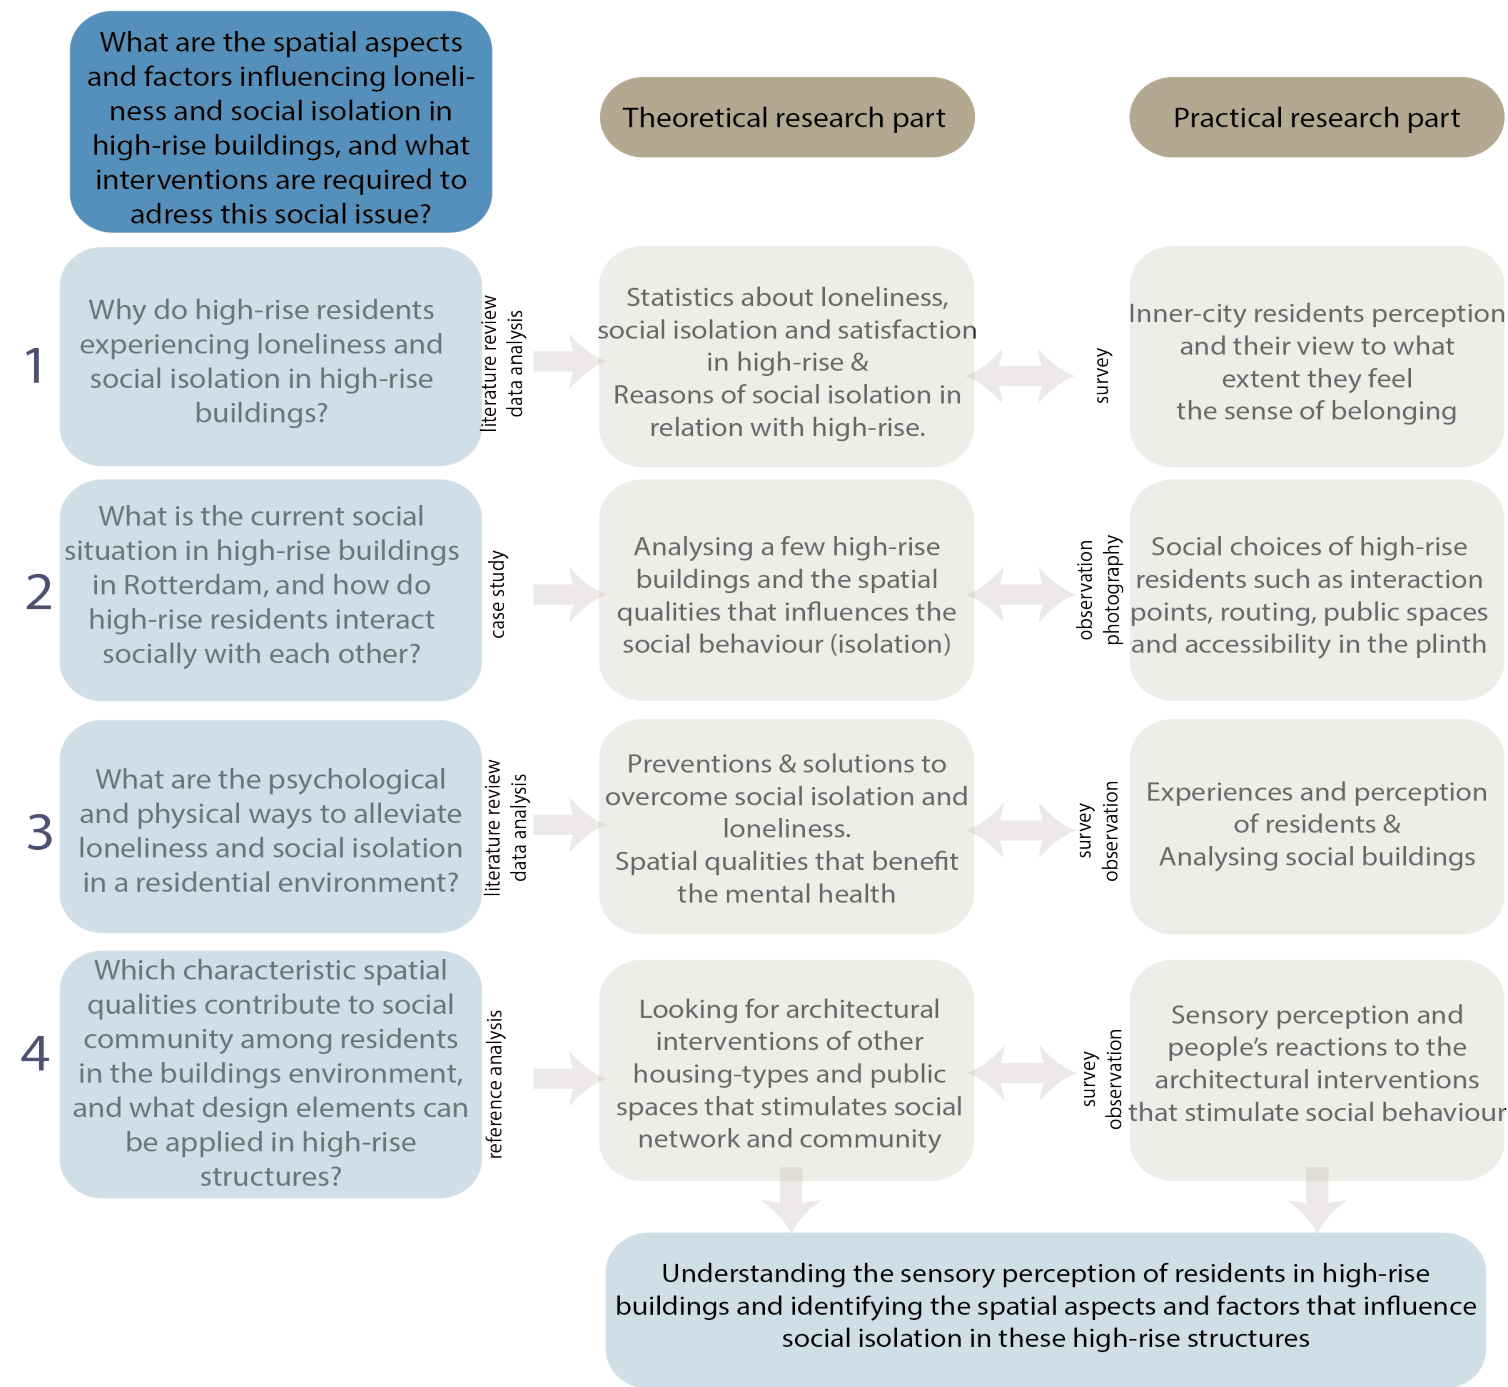 What are the spatial aspects
and factors influencing loneli-
ness and social isolation in
high-rise buildings, and what
interventions are required to
adress this social issue?
Theoretical research part
Practical research part
1
Why do high-rise residents
experiencing loneliness and
social isolation in high-rise
buildings?
literature review
data analysis
Statistics about loneliness,
social isolation and satisfaction
in high-rise &
Reasons of social isolation in
relation with high-rise.
survey
Inner-city residents perception
and their view to what
extent they feel
the sense of belonging
2
What is the current social
situation in high-rise buildings
in Rotterdam, and how do
high-rise residents interact
socially with each other?
case study
Analysing a few high-rise
buildings and the spatial
qualities that influences the
social behaviour (isolation)
observation
photography
Social choices of high-rise
residents such as interaction
points, routing, public spaces
and accessibility in the plinth
3
What are the psychological
and physical ways to alleviate
loneliness and social isolation
in a residential environment?
literature review
data analysis
Preventions & solutions to
overcome social isolation and
loneliness.
Spatial qualities that benefit
the mental health
survey
observation
Experiences and perception
of residents &
Analysing social buildings
4
Which characteristic spatial
qualities contribute to social
community among residents
in the buildings environment,
and what design elements can
be applied in high-rise
structures?
reference analysis
Looking for architectural
interventions of other
housing-types and public
spaces that stimulates social
network and community
survey
observation
Sensory perception and
people's reactions to the
architectural interventions
that stimulate social behaviour
Understanding the sensory perception of residents in high-rise
buildings and identifying the spatial aspects and factors that influence
social isolation in these high-rise structures